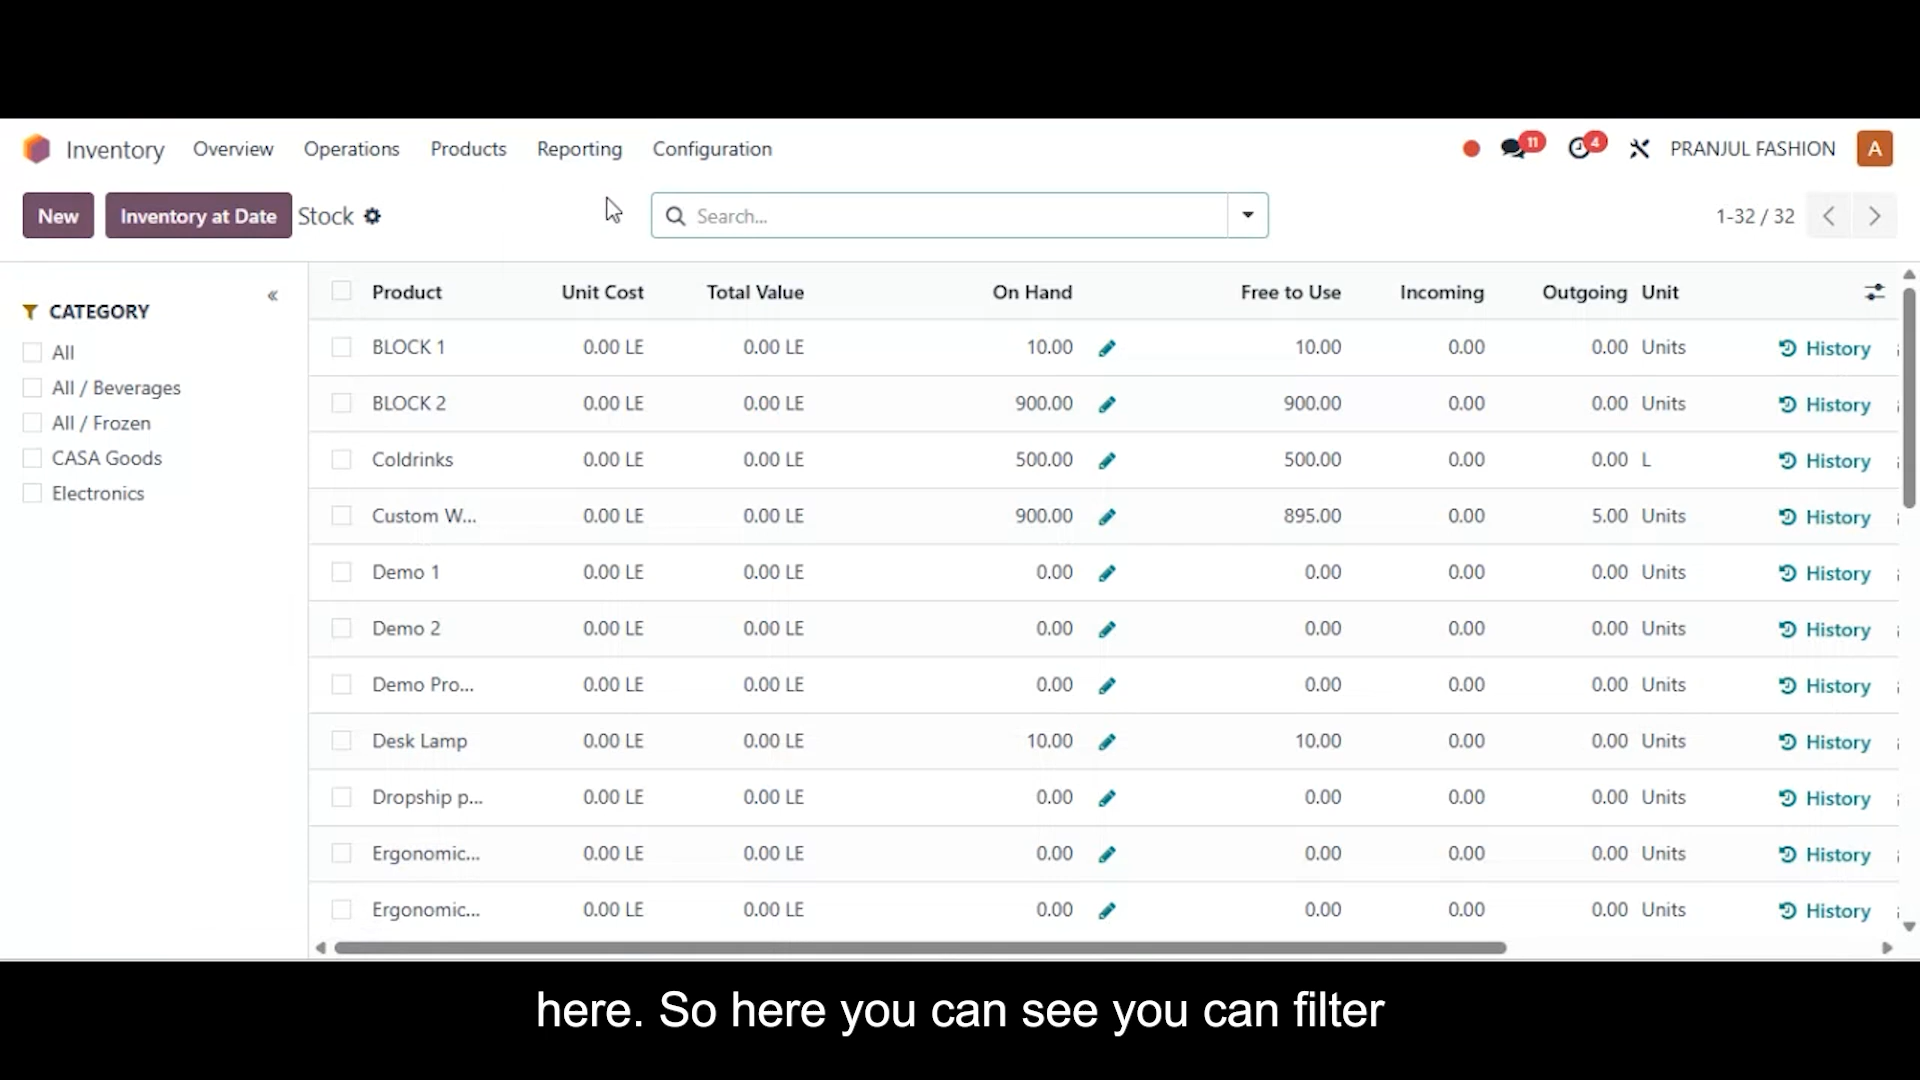 Inventory Overview Operations Products Reporting Configuration 11 4 PRANJUL FASHION A
New Inventory at Date Stock Search... 1-32 / 32
CATEGORY
All
All / Beverages
All / Frozen
CASA Goods
Electronics
Product Unit Cost Total Value On Hand Free to Use Incoming Outgoing Unit
BLOCK 1 0.00 LE 0.00 LE 10.00 10.00 0.00 0.00 Units History
BLOCK 2 0.00 LE 0.00 LE 900.00 900.00 0.00 0.00 Units History
Coldrinks 0.00 LE 0.00 LE 500.00 500.00 0.00 0.00 L History
Custom W... 0.00 LE 0.00 LE 900.00 895.00 0.00 5.00 Units History
Demo 1 0.00 LE 0.00 LE 0.00 0.00 0.00 0.00 Units History
Demo 2 0.00 LE 0.00 LE 0.00 0.00 0.00 0.00 Units History
Demo Pro... 0.00 LE 0.00 LE 0.00 0.00 0.00 0.00 Units History
Desk Lamp 0.00 LE 0.00 LE 10.00 10.00 0.00 0.00 Units History
Dropship p... 0.00 LE 0.00 LE 0.00 0.00 0.00 0.00 Units History
Ergonomic... 0.00 LE 0.00 LE 0.00 0.00 0.00 0.00 Units History
Ergonomic... 0.00 LE 0.00 LE 0.00 0.00 0.00 0.00 Units History
here. So here you can see you can filter